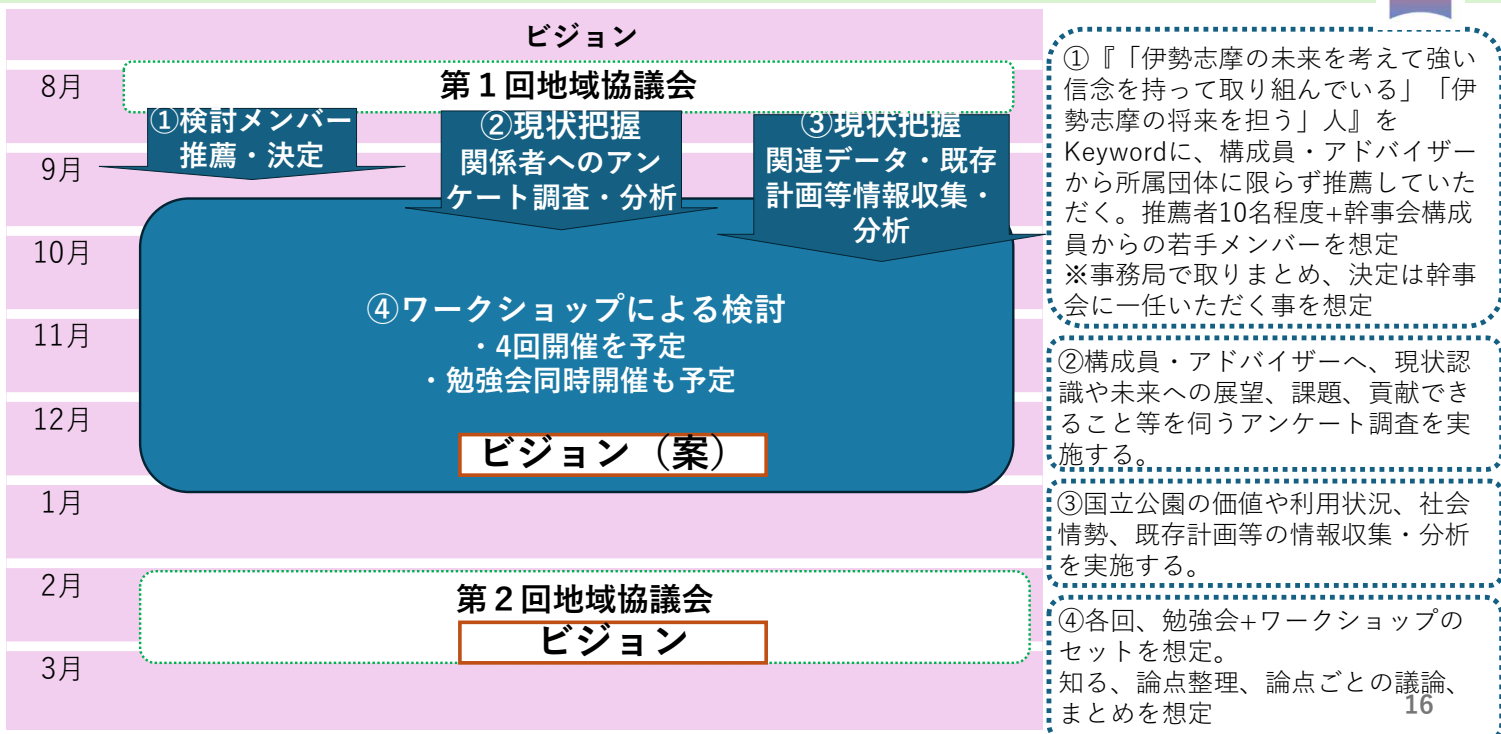 ビジョン
8月
第１回地域協議会
①検討メンバー
推薦・決定
②現状把握
関係者へのアン
ケート調査・分析
③現状把握
関連データ・既存
計画等情報収集・
分析
9月
10月
④ワークショップによる検討
・4回開催を予定
・勉強会同時開催も予定
11月
12月
ビジョン（案）
1月
2月
第２回地域協議会
ビジョン
3月
①『「伊勢志摩の未来を考えて強い
信念を持って取り組んでいる」「伊
勢志摩の将来を担う」人』を
Keywordに、構成員・アドバイザー
から所属団体に限らず推薦していた
だく。推薦者10名程度+幹事会構成
員からの若手メンバーを想定
※事務局で取りまとめ、決定は幹事
会に一任いただく事を想定
②構成員・アドバイザーへ、現状認
識や未来への展望、課題、貢献でき
ること等を伺うアンケート調査を実
施する。
③国立公園の価値や利用状況、社会
情勢、既存計画等の情報収集・分析
を実施する。
④各回、勉強会+ワークショップの
セットを想定。
知る、論点整理、論点ごとの議論、
まとめを想定
16